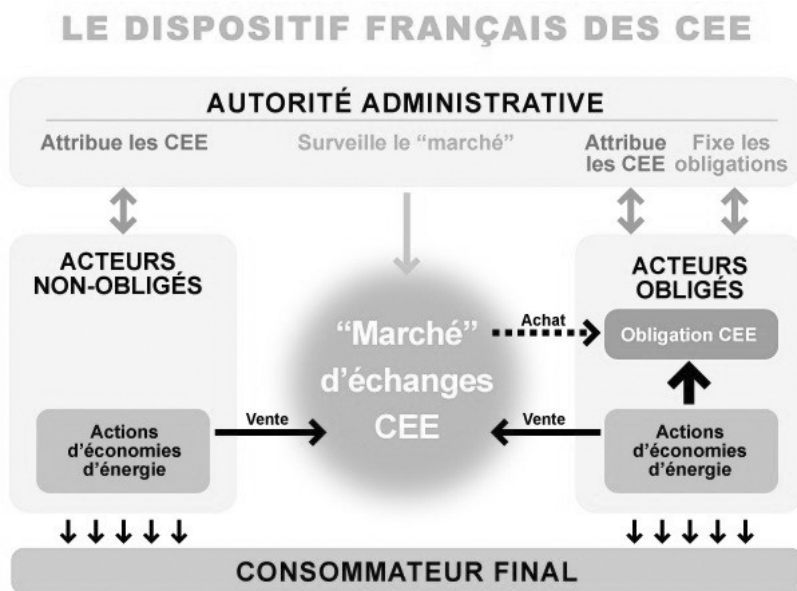 LE DISPOSITIF FRANÇAIS DES CEE
AUTORITÉ ADMINISTRATIVE
Attribue les CEE
Surveille le “marché”
Attribue
les CEE
Fixe les
obligations
ACTEURS
NON-OBLIGÉS
ACTEURS
OBLIGÉS
“Marché”
d’échanges
CEE
Achat
Obligation CEE
Actions
d’économies
d’énergie
Vente
Vente
Actions
d’économies
d’énergie
CONSOMMATEUR FINAL